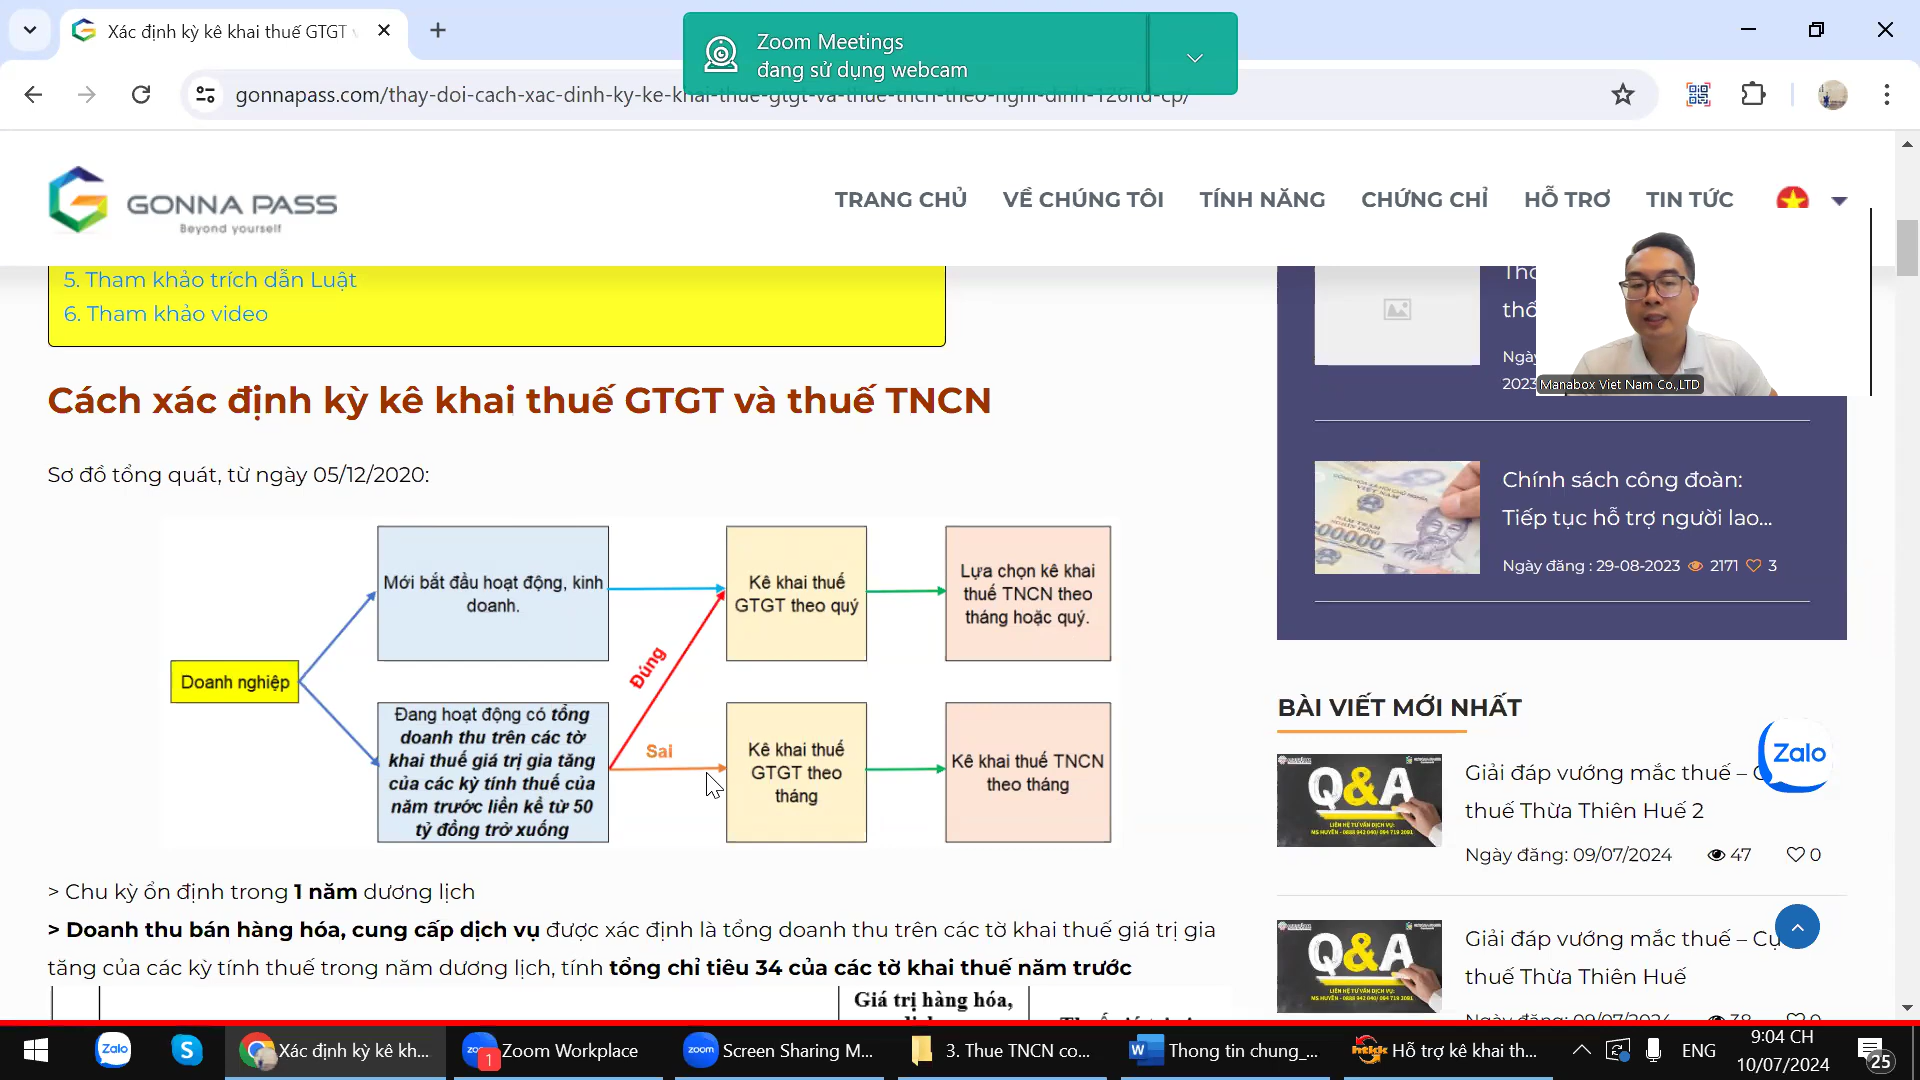 Xác định kỳ kê khai thuế GTGT
Zoom Meetings
đang sử dụng webcam
gonnapass.com/thay-doi-cach-xac-dinh-ky-ke-khai-thue-gtgt-va-thue-tncn-theo-nghi-dinh-126nd-cp/
GONNA PASS
Beyond yourself
TRANG CHỦ
VỀ CHÚNG TÔI
TÍNH NĂNG
CHỨNG CHỈ
HỖ TRỢ
TIN TỨC
5. Tham khảo trích dẫn Luật
6. Tham khảo video
Cách xác định kỳ kê khai thuế GTGT và thuế TNCN
Sơ đồ tổng quát, từ ngày 05/12/2020:
Doanh nghiệp
Mới bắt đầu hoạt động, kinh
doanh.
Kê khai thuế
GTGT theo quý
Lựa chọn kê khai
thuế TNCN theo
tháng hoặc quý.
Đúng
Đang hoạt động có tổng
doanh thu trên các tờ
khai thuế giá trị gia tăng
của các kỳ tính thuế của
năm trước liền kề từ 50
tỷ đồng trở xuống
Sai
Kê khai thuế
GTGT theo
tháng
Kê khai thuế TNCN
theo tháng
> Chu kỳ ổn định trong 1 năm dương lịch
> Doanh thu bán hàng hóa, cung cấp dịch vụ được xác định là tổng doanh thu trên các tờ khai thuế giá trị gia
tăng của các kỳ tính thuế trong năm dương lịch, tính tổng chỉ tiêu 34 của các tờ khai thuế năm trước
Giá trị hàng hóa,
2023
Manabox Viet Nam Co.,LTD
Chính sách công đoàn:
Tiếp tục hỗ trợ người lao...
Ngày đăng : 29-08-2023 2171 3
BÀI VIẾT MỚI NHẤT
Zalo
Q&A
Giải đáp vướng mắc thuế –
thuế Thừa Thiên Huế 2
Ngày đăng: 09/07/2024 47 0
Q&A
Giải đáp vướng mắc thuế – Cụ
thuế Thừa Thiên Huế
Zalo
Xác định kỳ kê kh...
1
Zoom Workplace
zoom
Screen Sharing M...
3. Thue TNCN co...
Thong tin chung_...
htkk
Hỗ trợ kê khai th...
ENG
9:04 CH
10/07/2024
25